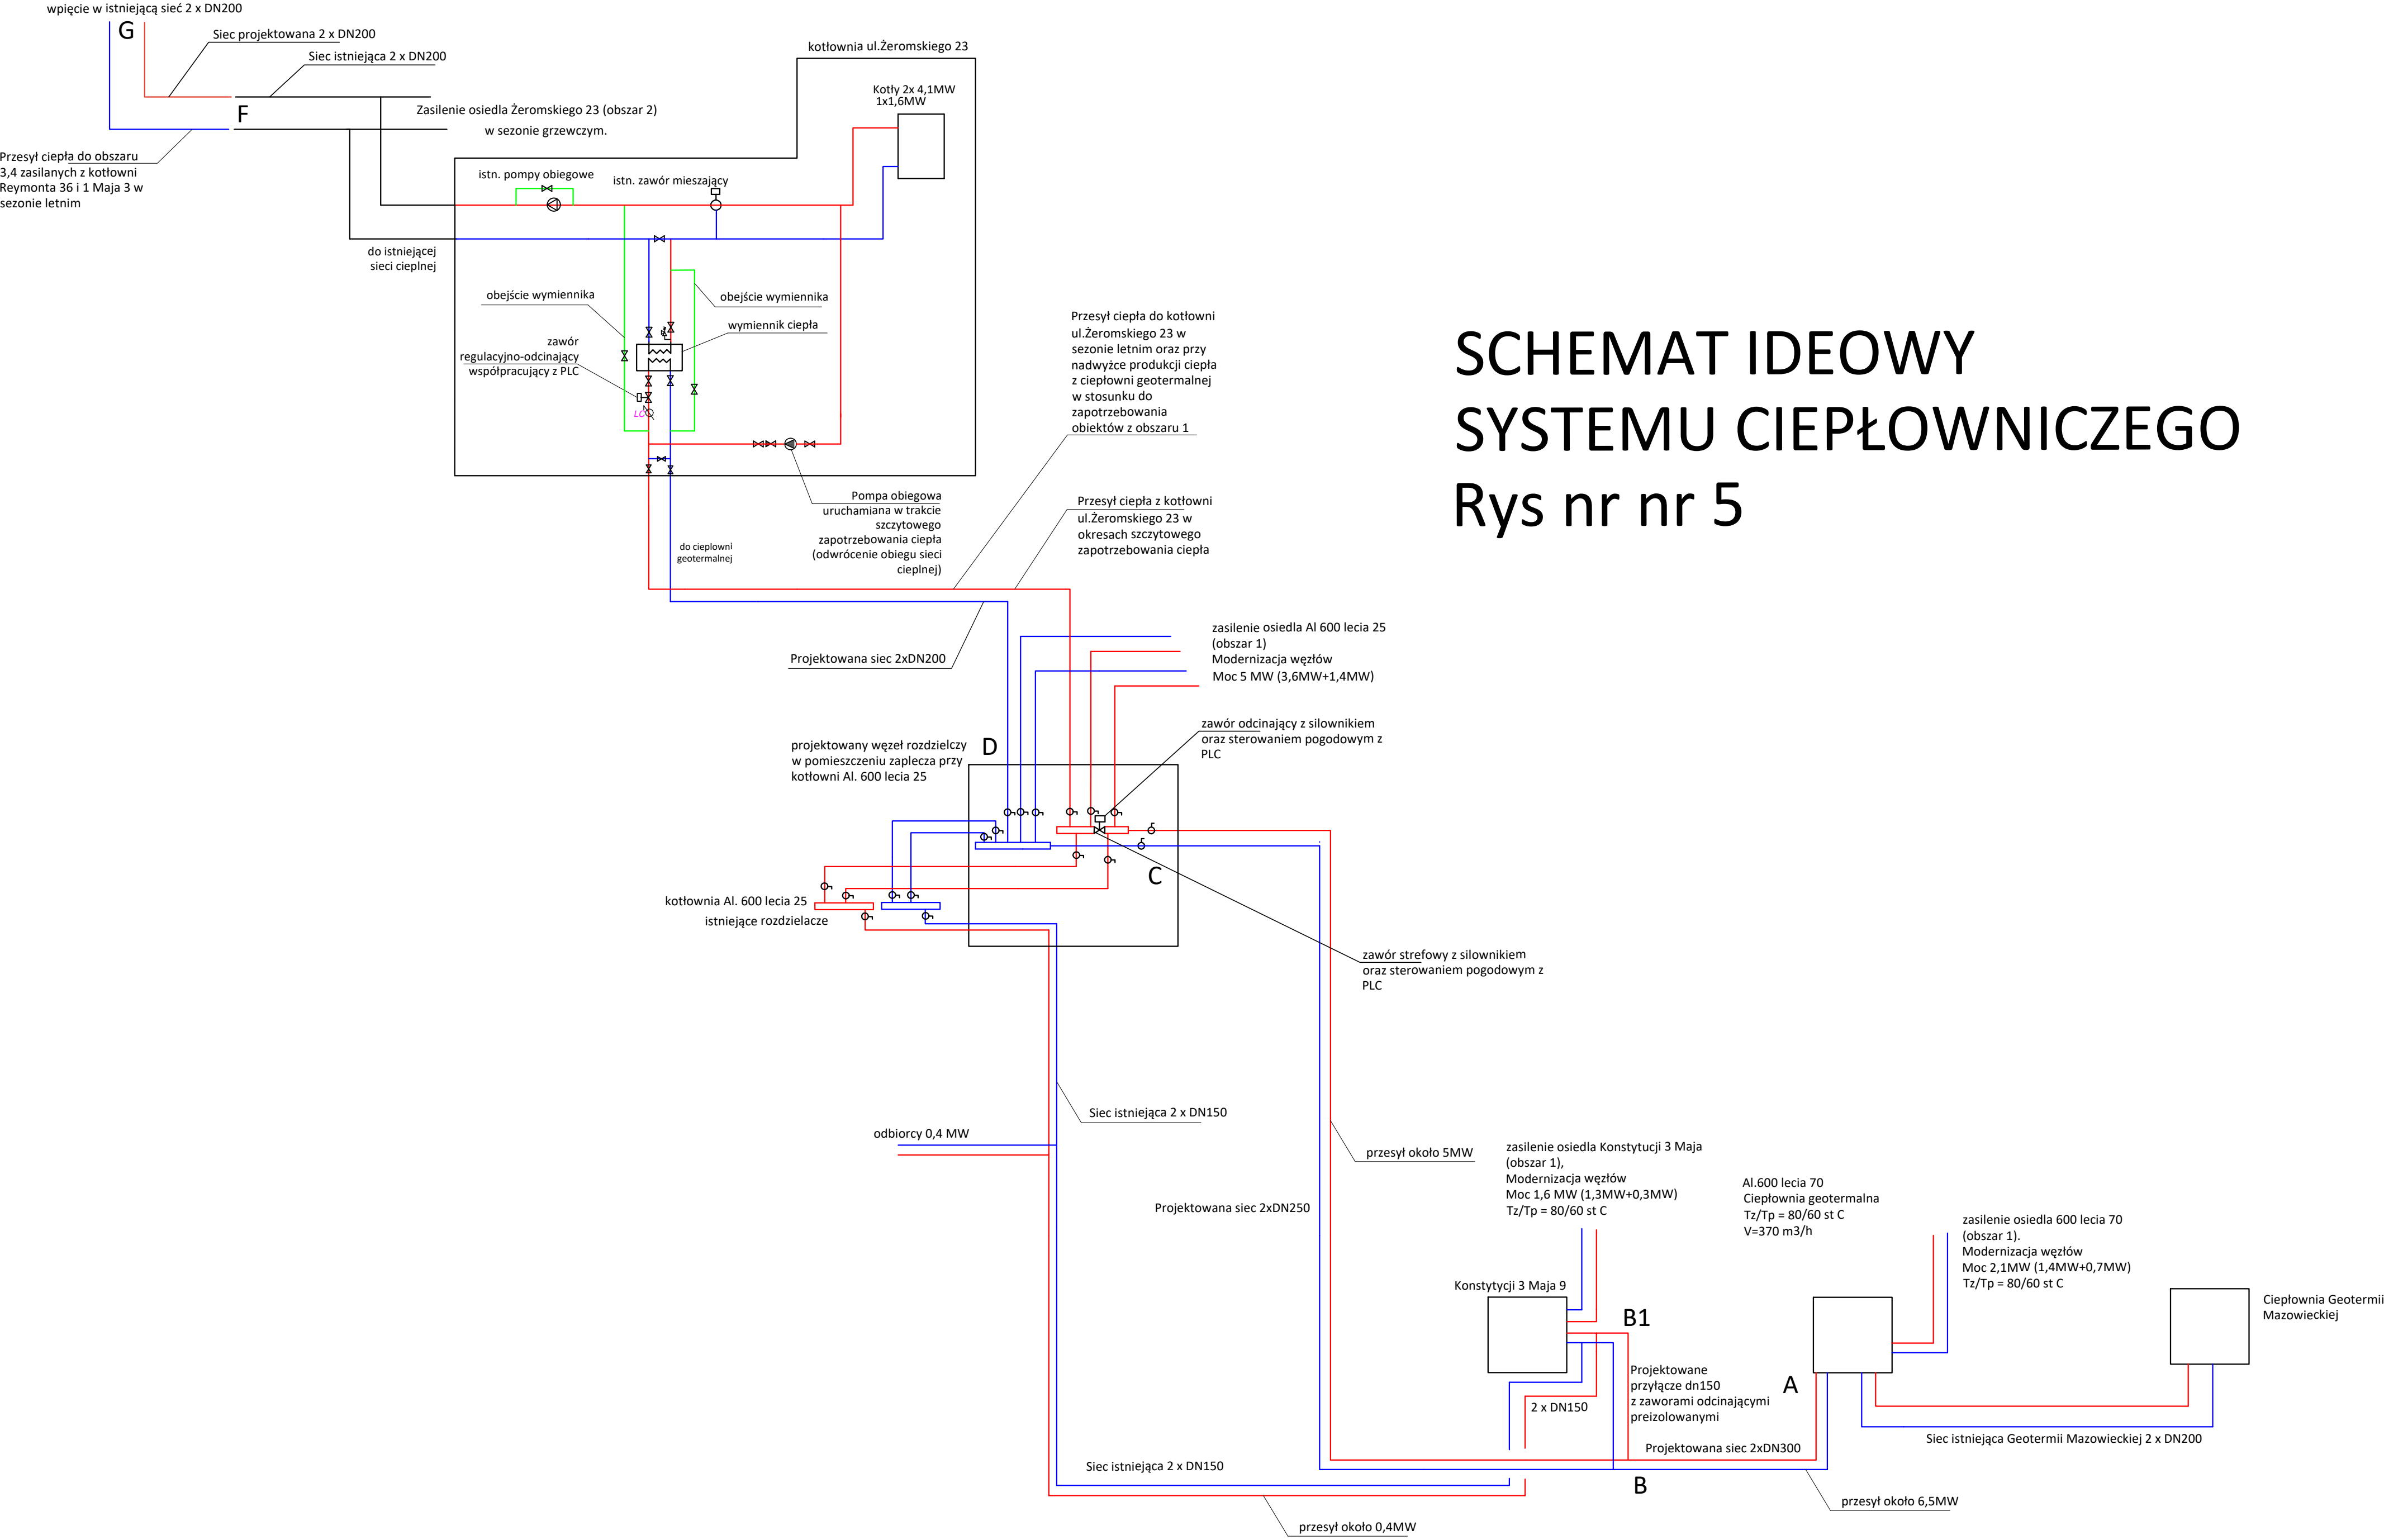 wpięcie w istniejącą sieć 2 x DN200
G
Siec projektowana 2 x DN200
Siec istniejąca 2 x DN200
F
Przesył ciepła do obszaru
3,4 zasilanych z kotłowni
Reymonta 36 i 1 Maja 3 w
sezonie letnim
Zasilenie osiedla Żeromskiego 23 (obszar 2)
w sezonie grzewczym.
kotłownia ul.Żeromskiego 23
Kotły 2x 4,1MW
1x1,6MW
istn. pompy obiegowe
istn. zawór mieszający
do istniejącej
sieci cieplnej
obejście wymiennika
obejście wymiennika
wymiennik ciepła
zawór
regulacyjno-odcinający
współpracujący z PLC
LC
Pompa obiegowa
uruchamiana w trakcie
szczytowego
zapotrzebowania ciepła
(odwrócenie obiegu sieci
cieplnej)
do cieplowni
geotermalnej
Przesył ciepła do kotłowni
ul.Żeromskiego 23 w
sezonie letnim oraz przy
nadwyżce produkcji ciepła
z ciepłowni geotermalnej
w stosunku do
zapotrzebowania
obiektów z obszaru 1
Przesył ciepła z kotłowni
ul.Żeromskiego 23 w
okresach szczytowego
zapotrzebowania ciepła
SCHEMAT IDEOWY
SYSTEMU CIEPŁOWNICZEGO
Rys nr nr 5
Projektowana siec 2xDN200
zasilenie osiedla Al 600 lecia 25
(obszar 1)
Modernizacja węzłów
Moc 5 MW (3,6MW+1,4MW)
zawór odcinający z silownikiem
oraz sterowaniem pogodowym z
PLC
projektowany węzeł rozdzielczy
w pomieszczeniu zaplecza przy
kotłowni Al. 600 lecia 25
D
C
kotłownia Al. 600 lecia 25
istniejące rozdzielacze
zawór strefowy z silownikiem
oraz sterowaniem pogodowym z
PLC
Siec istniejąca 2 x DN150
odbiorcy 0,4 MW
przesył około 5MW
Projektowana siec 2xDN250
zasilenie osiedla Konstytucji 3 Maja
(obszar 1),
Modernizacja węzłów
Moc 1,6 MW (1,3MW+0,3MW)
Tz/Tp = 80/60 st C
Al.600 lecia 70
Ciepłownia geotermalna
Tz/Tp = 80/60 st C
V=370 m3/h
zasilenie osiedla 600 lecia 70
(obszar 1).
Modernizacja węzłów
Moc 2,1MW (1,4MW+0,7MW)
Tz/Tp = 80/60 st C
Konstytycji 3 Maja 9
B1
Ciepłownia Geotermii
Mazowieckiej
Projektowane
przyłącze dn150
z zaworami odcinającymi
preizolowanymi
A
2 x DN150
Projektowana siec 2xDN300
Siec istniejąca Geotermii Mazowieckiej 2 x DN200
Siec istniejąca 2 x DN150
B
przesył około 6,5MW
przesył około 0,4MW